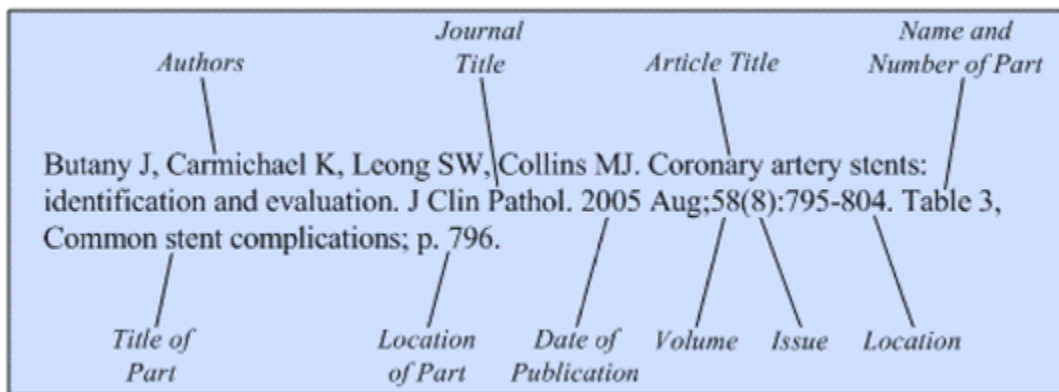 Journal
Name and
Authors
Title
Article Title
Number of Part
Butany J, Carmichael K, Leong SW, Collins MJ. Coronary artery stents:
identification and evaluation. J Clin Pathol. 2005 Aug;58(8):795-804. Table 3,
Common stent complications; p. 796.
Title of
Location
Date of
Volume
Issue
Location
Part
of Part
Publication